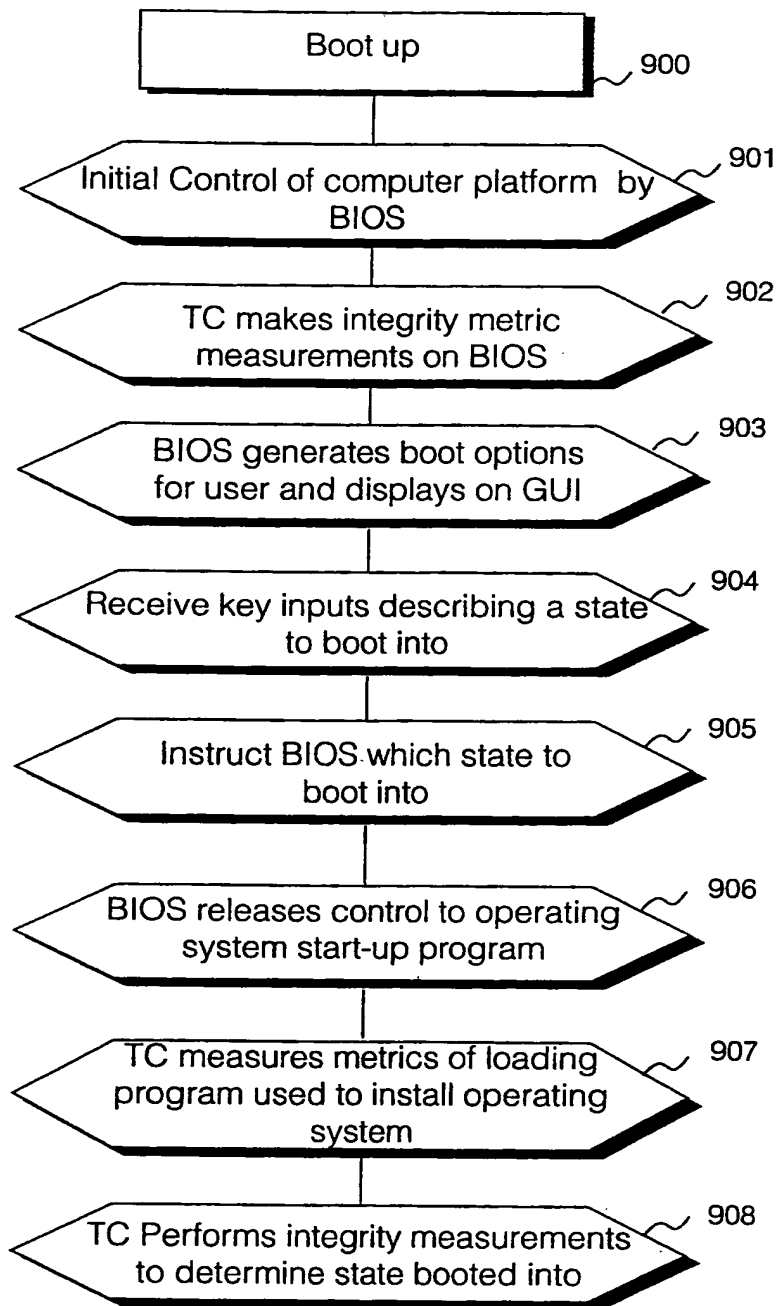 Boot up
900
Initial Control of computer platform by
BIOS
901
TC makes integrity metric
measurements on BIOS
902
BIOS generates boot options
for user and displays on GUI
903
Receive key inputs describing a state
to boot into
904
Instruct BIOS which state to
boot into
905
BIOS releases control to operating
system start-up program
906
TC measures metrics of loading
program used to install operating
system
907
TC Performs integrity measurements
to determine state booted into
908